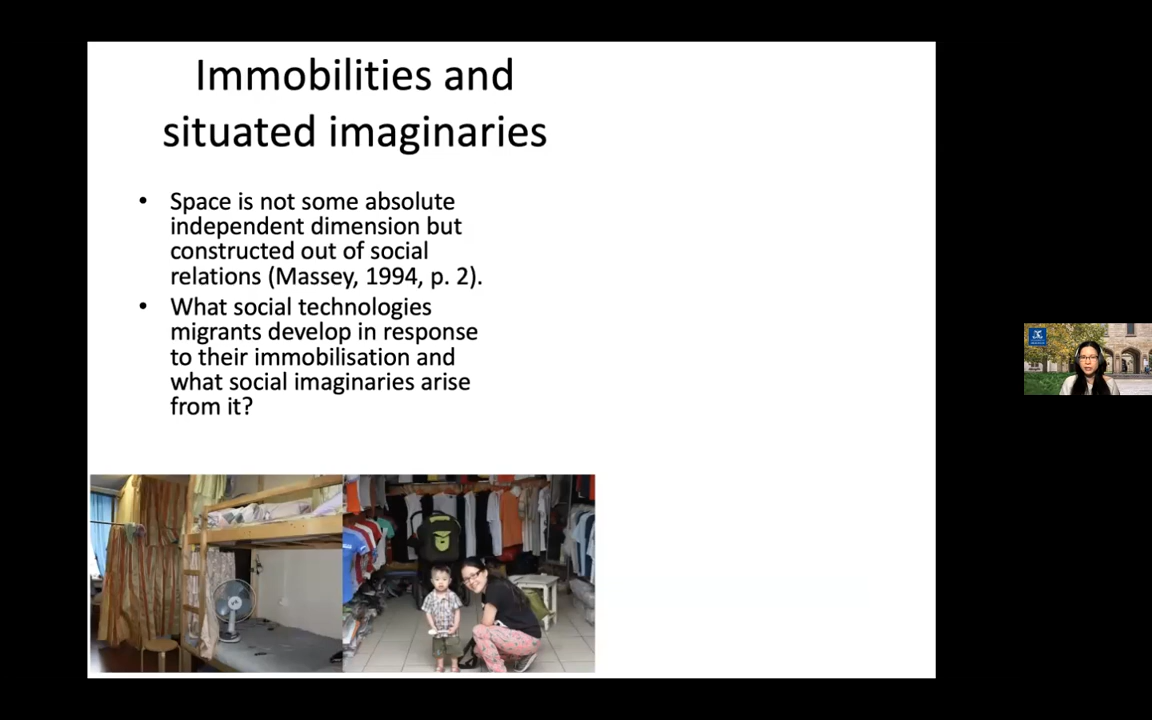 Immobilities and
situated imaginaries
• Space is not some absolute
independent dimension but
constructed out of social
relations (Massey, 1994, p. 2).
• What social technologies
migrants develop in response
to their immobilisation and
what social imaginaries arise
from it?